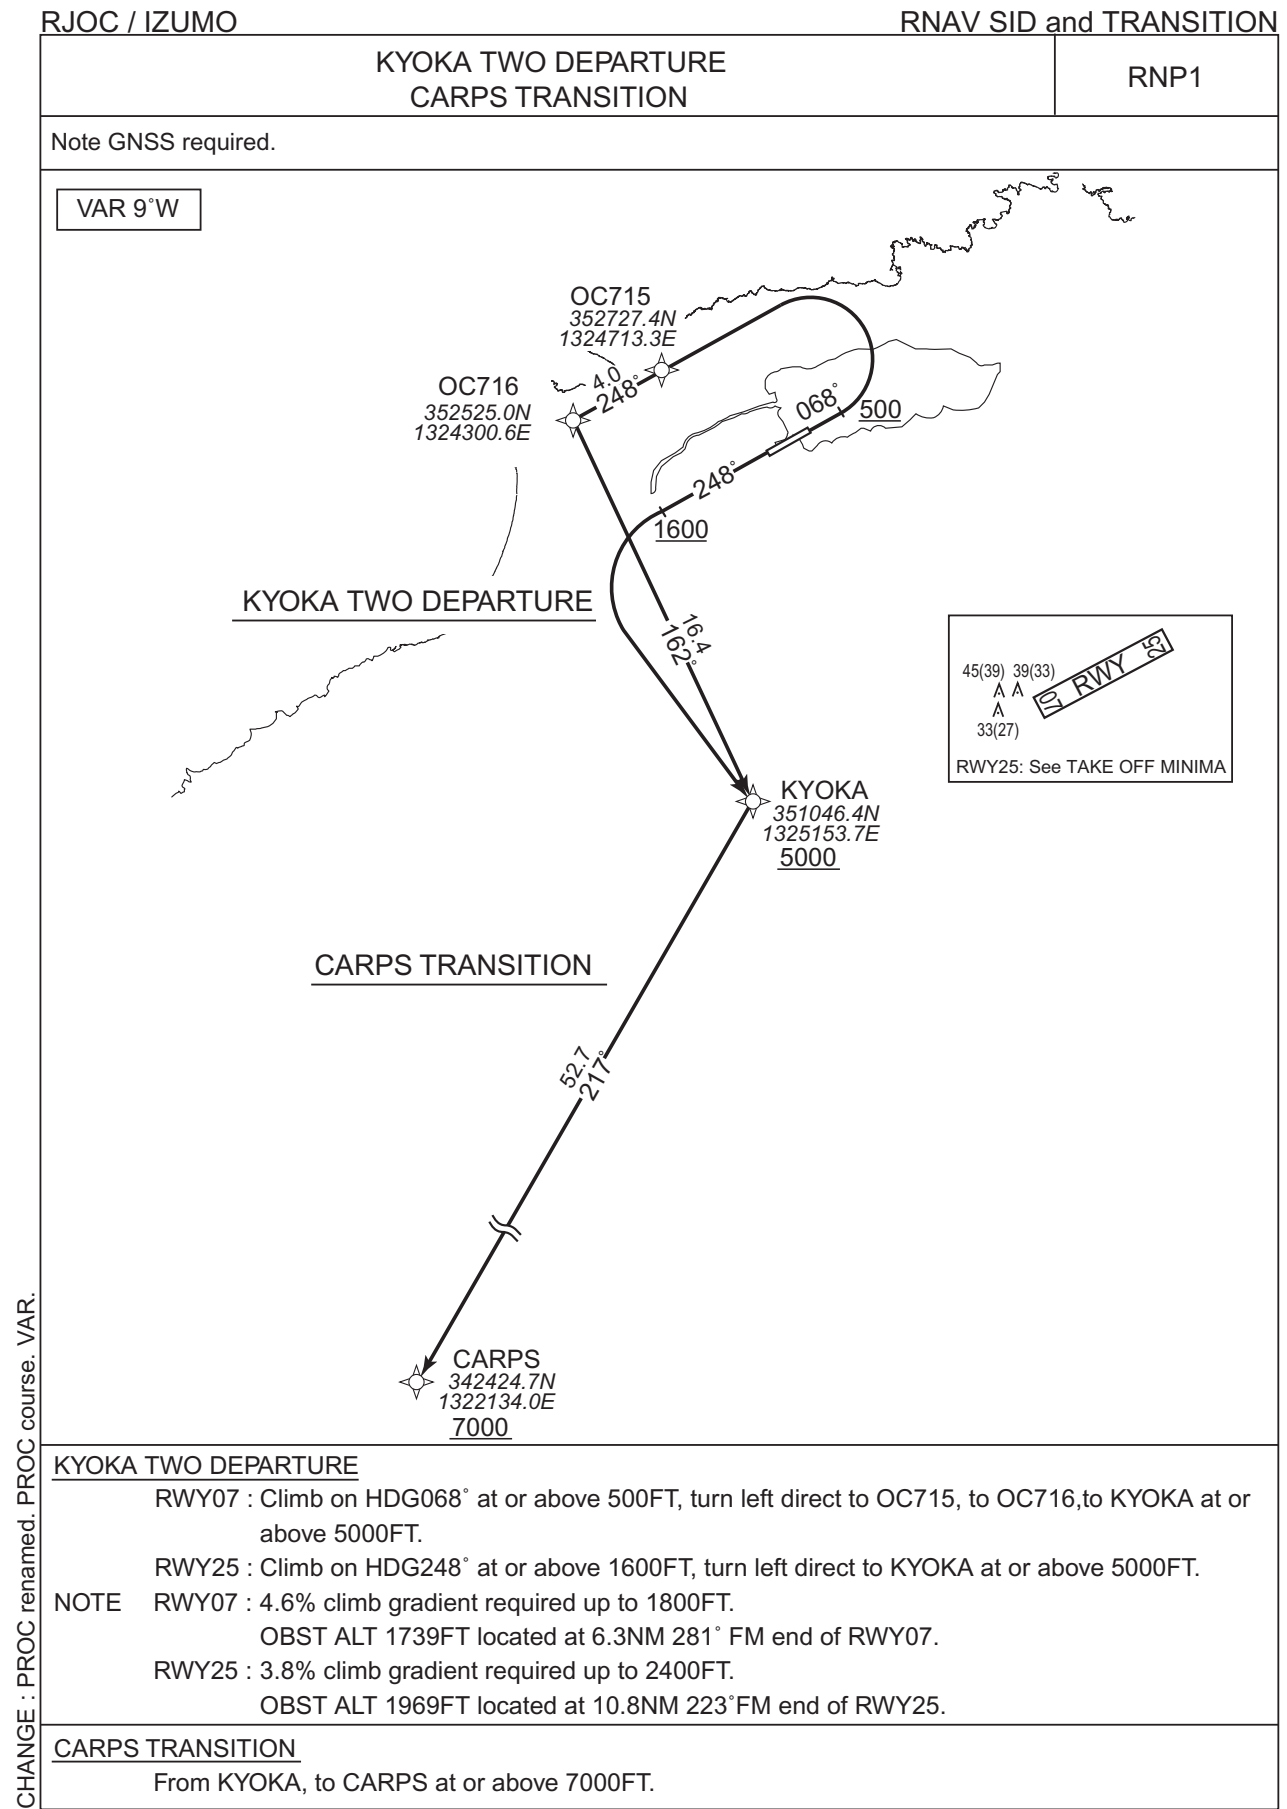 RJOC / IZUMO
RNAV SID and TRANSITION
KYOKA TWO DEPARTURE
CARPS TRANSITION
RNP1
Note GNSS required.
VAR 9˚W
OC715
352727.4N
1324713.3E
OC716
352525.0N
1324300.6E
4.0
248˚
068˚
500
248˚
1600
KYOKA TWO DEPARTURE
16.4
162˚
45(39)
39(33)
33(27)
07 RWY 25
RWY25: See TAKE OFF MINIMA
KYOKA
351046.4N
1325153.7E
5000
CARPS TRANSITION
52.7
217˚
CARPS
342424.7N
1322134.0E
7000
KYOKA TWO DEPARTURE
RWY07 : Climb on HDG068˚ at or above 500FT, turn left direct to OC715, to OC716,to KYOKA at or
above 5000FT.
RWY25 : Climb on HDG248˚ at or above 1600FT, turn left direct to KYOKA at or above 5000FT.
NOTE RWY07 : 4.6% climb gradient required up to 1800FT.
OBST ALT 1739FT located at 6.3NM 281˚ FM end of RWY07.
RWY25 : 3.8% climb gradient required up to 2400FT.
OBST ALT 1969FT located at 10.8NM 223˚FM end of RWY25.
CARPS TRANSITION
From KYOKA, to CARPS at or above 7000FT.
CHANGE : PROC renamed. PROC course. VAR.